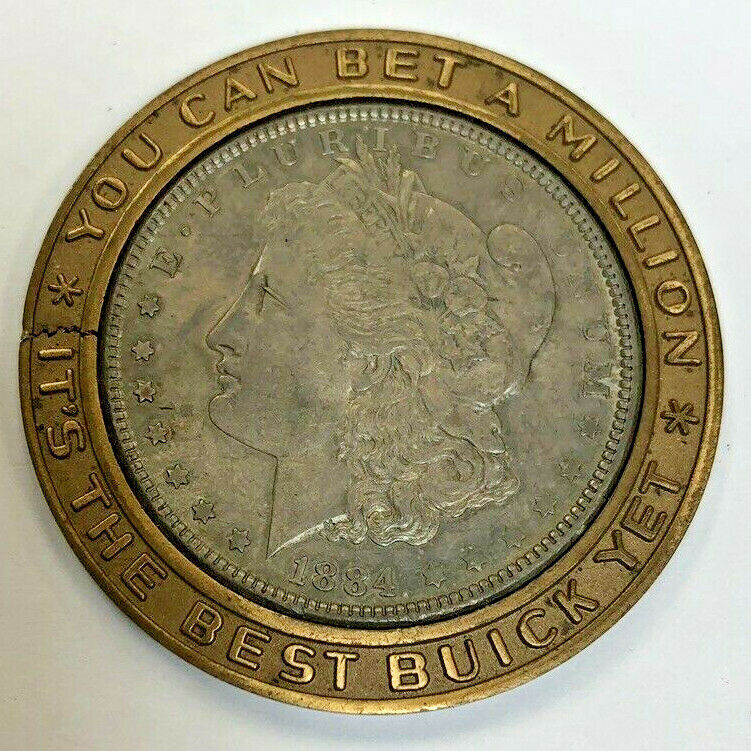 YOU CAN BET A MILLION
* IT'S THE BEST BUICK YET *
E · PLURIBUS · UNUM
1884